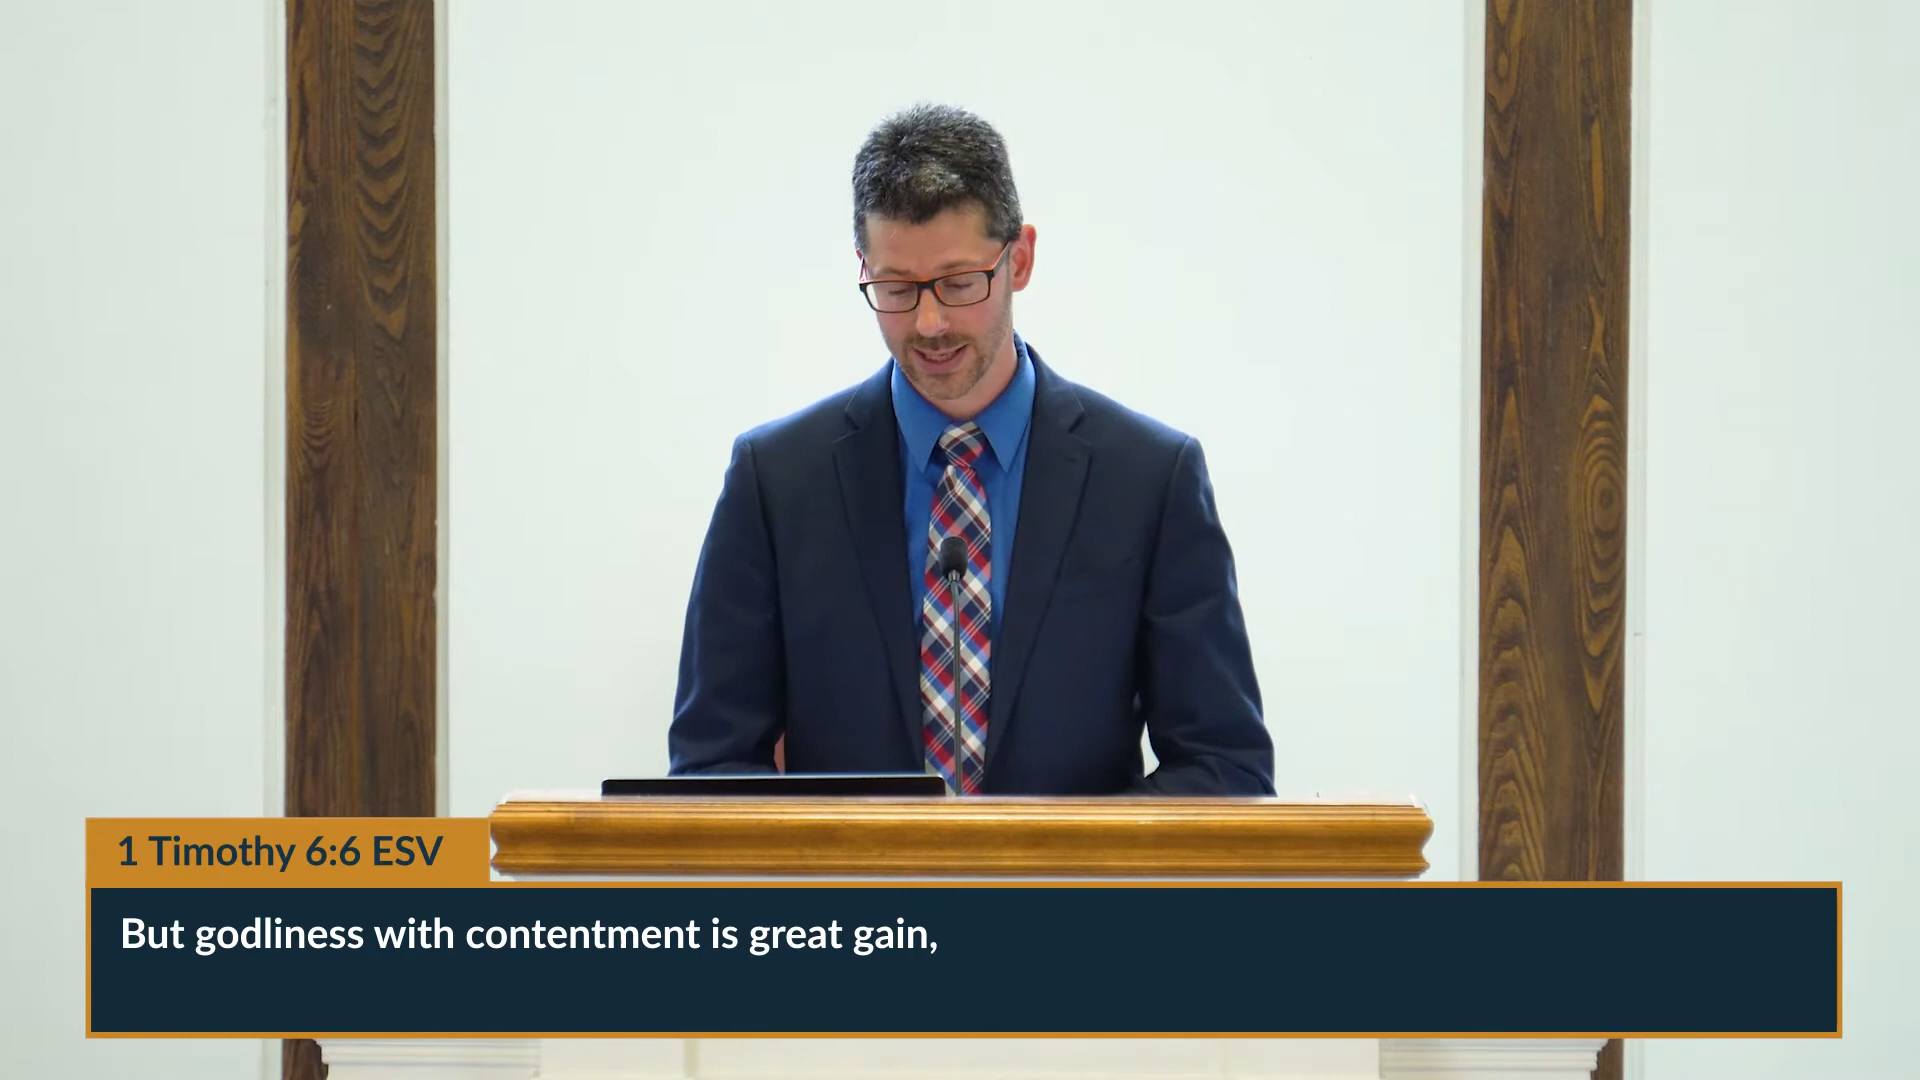 1 Timothy 6:6 ESV
But godliness with contentment is great gain,